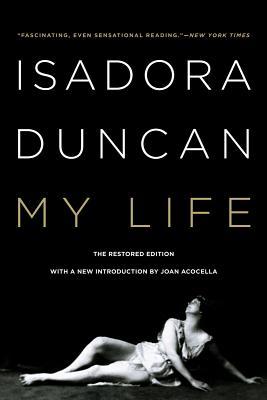 "FASCINATING, EVEN SENSATIONAL READING."—NEW YORK TIMES
ISADORA
DUNCAN
MY LIFE
THE RESTORED EDITION
WITH A NEW INTRODUCTION BY JOAN ACOCELLA